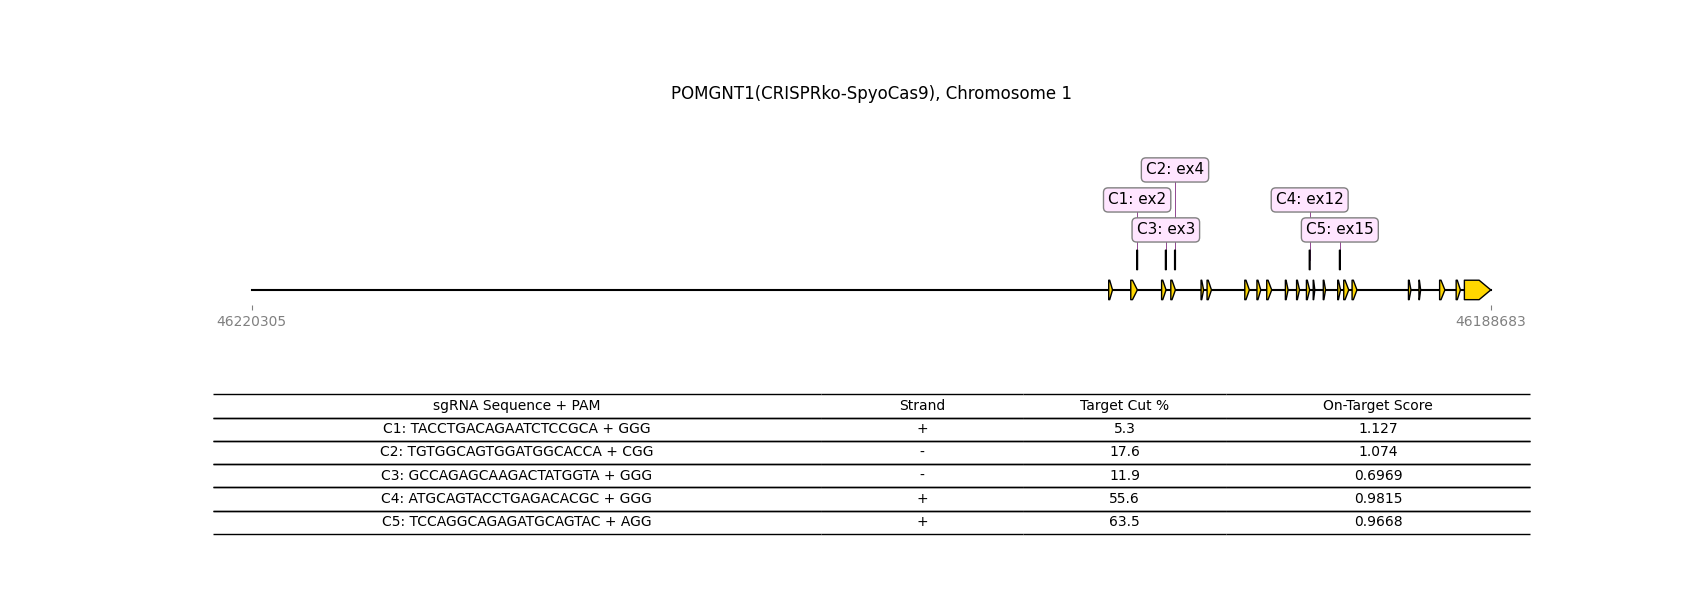 POMGNT1(CRISPRko-SpyoCas9), Chromosome 1
C2: ex4
C1: ex2
C4: ex12
C3: ex3
C5: ex15
46220305
46188683
sgRNA Sequence + PAM Strand Target Cut % On-Target Score
C1: TACCTGACAGAATCTCCGCA + GGG + 5.3 1.127
C2: TGTGGCAGTGGATGGCACCA + CGG - 17.6 1.074
C3: GCCAGAGCAAGACTATGGTA + GGG - 11.9 0.6969
C4: ATGCAGTACCTGAGACACGC + GGG + 55.6 0.9815
C5: TCCAGGCAGAGATGCAGTAC + AGG + 63.5 0.9668